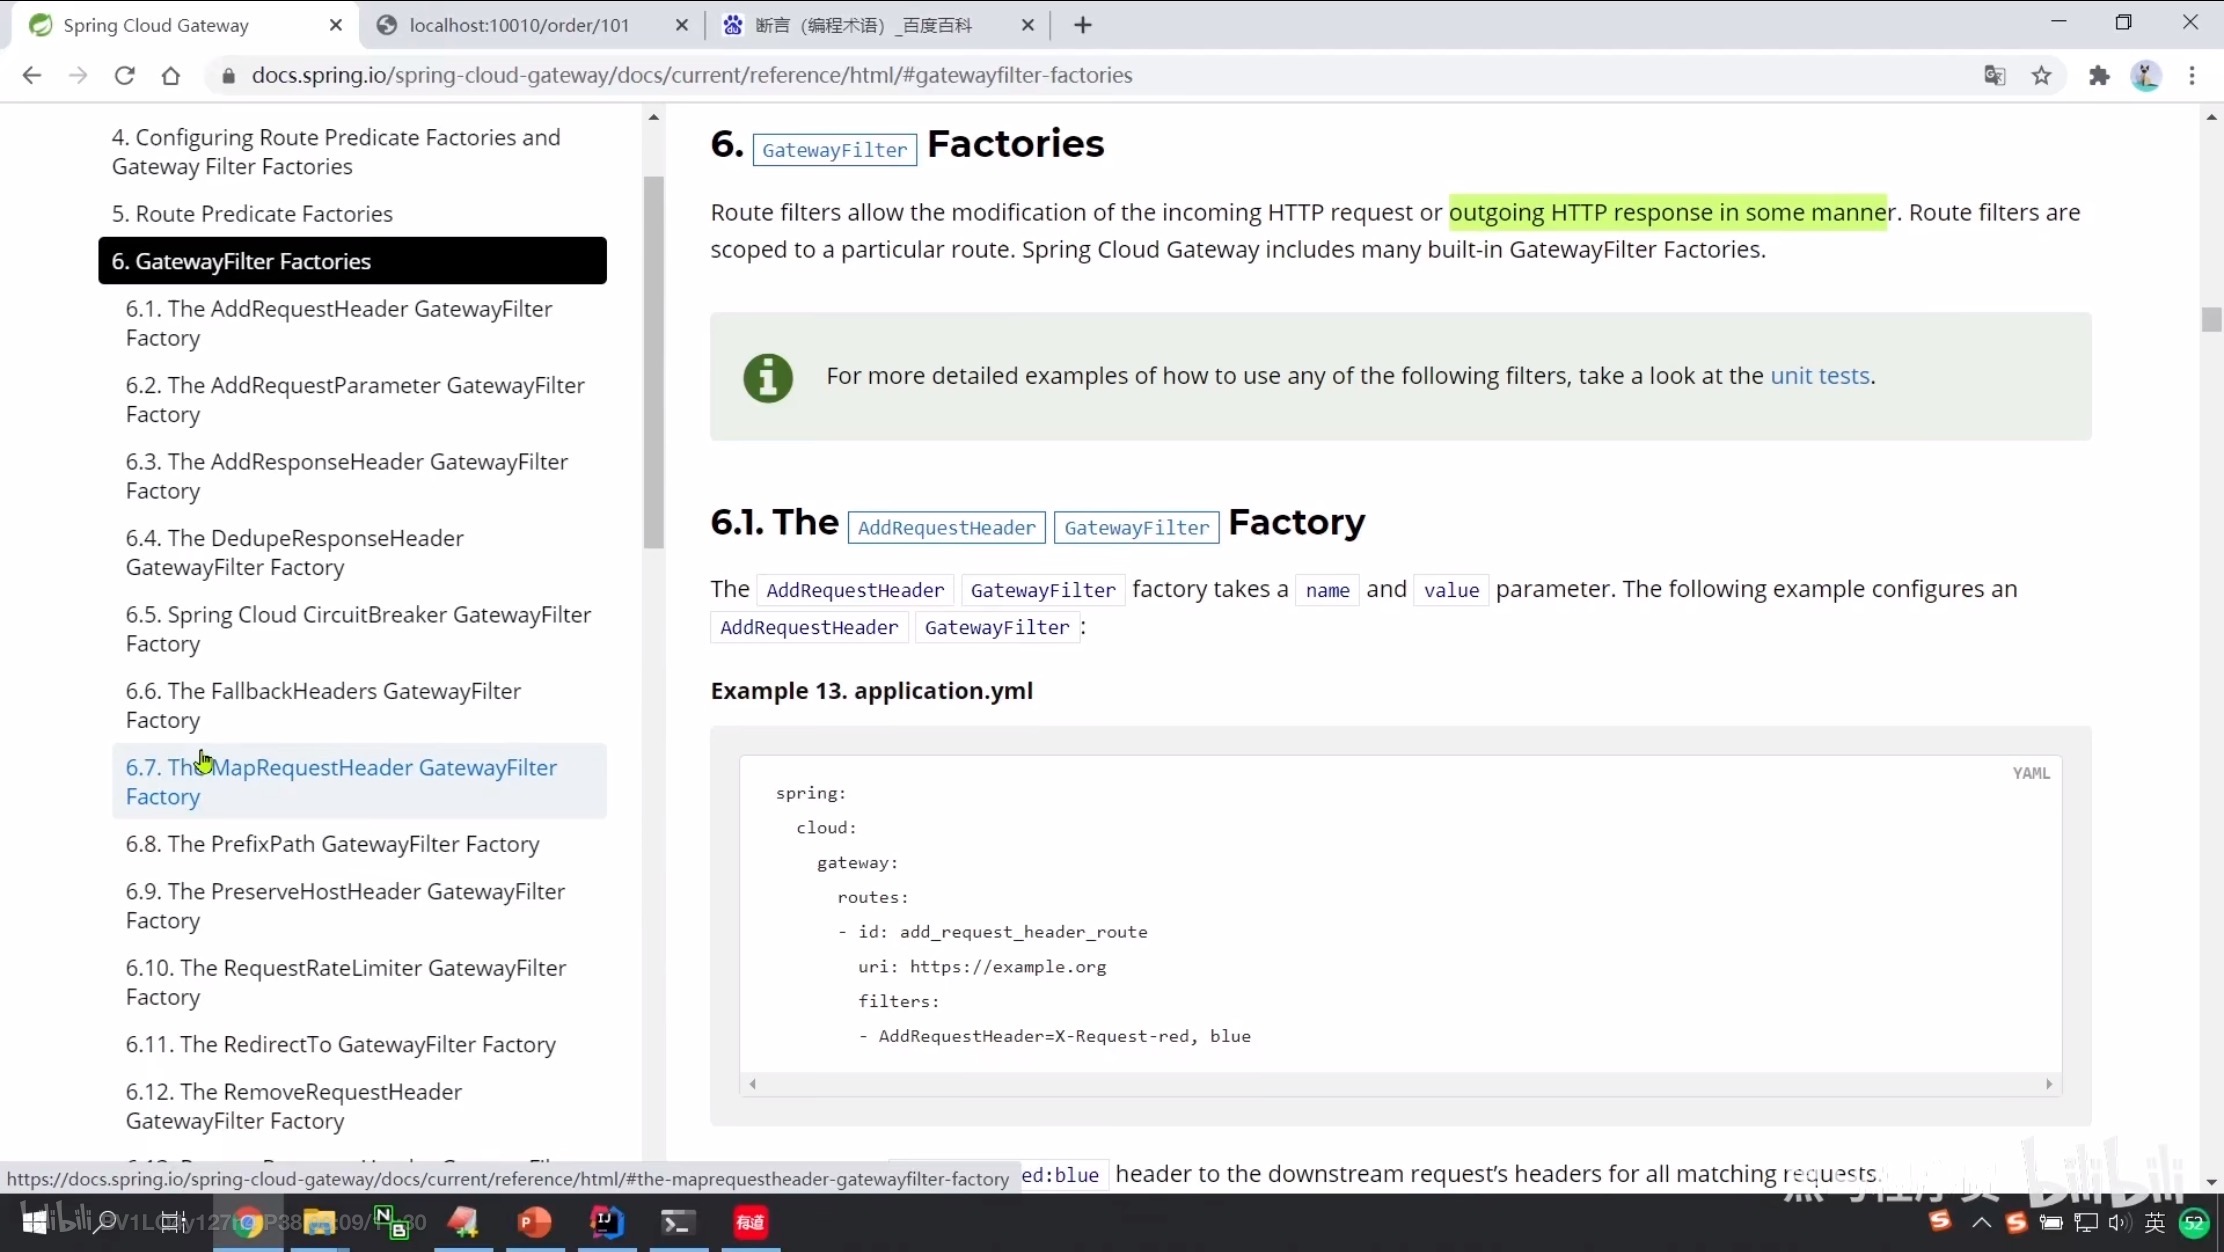 Spring Cloud Gateway
localhost:10010/order/101
断言（编程术语）_百度百科
docs.spring.io/spring-cloud-gateway/docs/current/reference/html/#gatewayfilter-factories
4. Configuring Route Predicate Factories and
Gateway Filter Factories
5. Route Predicate Factories
6. GatewayFilter Factories
6.1. The AddRequestHeader GatewayFilter
Factory
6.2. The AddRequestParameter GatewayFilter
Factory
6.3. The AddResponseHeader GatewayFilter
Factory
6.4. The DedupeResponseHeader
GatewayFilter Factory
6.5. Spring Cloud CircuitBreaker GatewayFilter
Factory
6.6. The FallbackHeaders GatewayFilter
Factory
6.7. The MapRequestHeader GatewayFilter
Factory
6.8. The PrefixPath GatewayFilter Factory
6.9. The PreserveHostHeader GatewayFilter
Factory
6.10. The RequestRateLimiter GatewayFilter
Factory
6.11. The RedirectTo GatewayFilter Factory
6.12. The RemoveRequestHeader
GatewayFilter Factory
6. GatewayFilter Factories
Route filters allow the modification of the incoming HTTP request or outgoing HTTP response in some manner. Route filters are
scoped to a particular route. Spring Cloud Gateway includes many built-in GatewayFilter Factories.
For more detailed examples of how to use any of the following filters, take a look at the unit tests.
6.1. The AddRequestHeader GatewayFilter Factory
The AddRequestHeader GatewayFilter factory takes a name and value parameter. The following example configures an
AddRequestHeader GatewayFilter:
Example 13. application.yml
YAML
spring:
cloud:
gateway:
routes:
- id: add_request_header_route
uri: https://example.org
filters:
- AddRequestHeader=X-Request-red, blue
ed:blue header to the downstream request's headers for all matching requests.
https://docs.spring.io/spring-cloud-gateway/docs/current/reference/html/#the-maprequestheader-gatewayfilter-factory
bilibili
有道
英
52